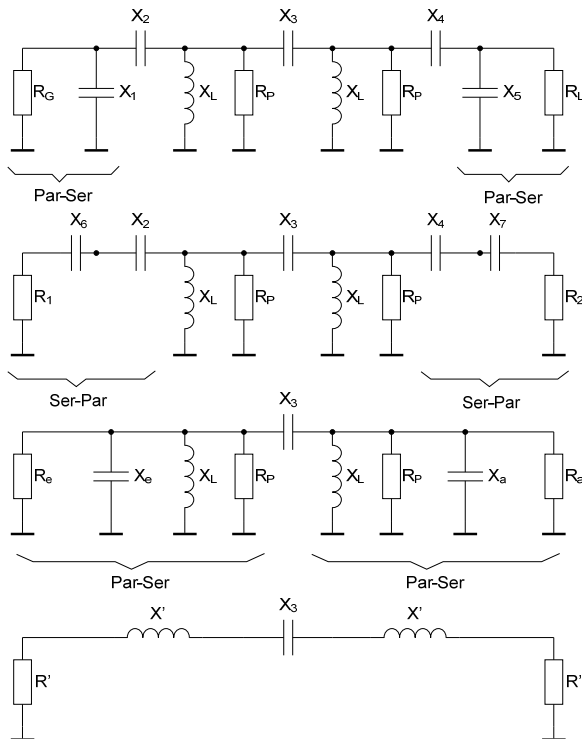 X2 X3 X4
RG X1 XL RP XL RP X5 RL
Par-Ser Par-Ser
X6 X2 X3 X4 X7
R1 XL RP XL RP R2
Ser-Par Ser-Par
X3
Re Xe XL RP XL RP Xa Ra
Par-Ser Par-Ser
X' X3 X'
R' R'